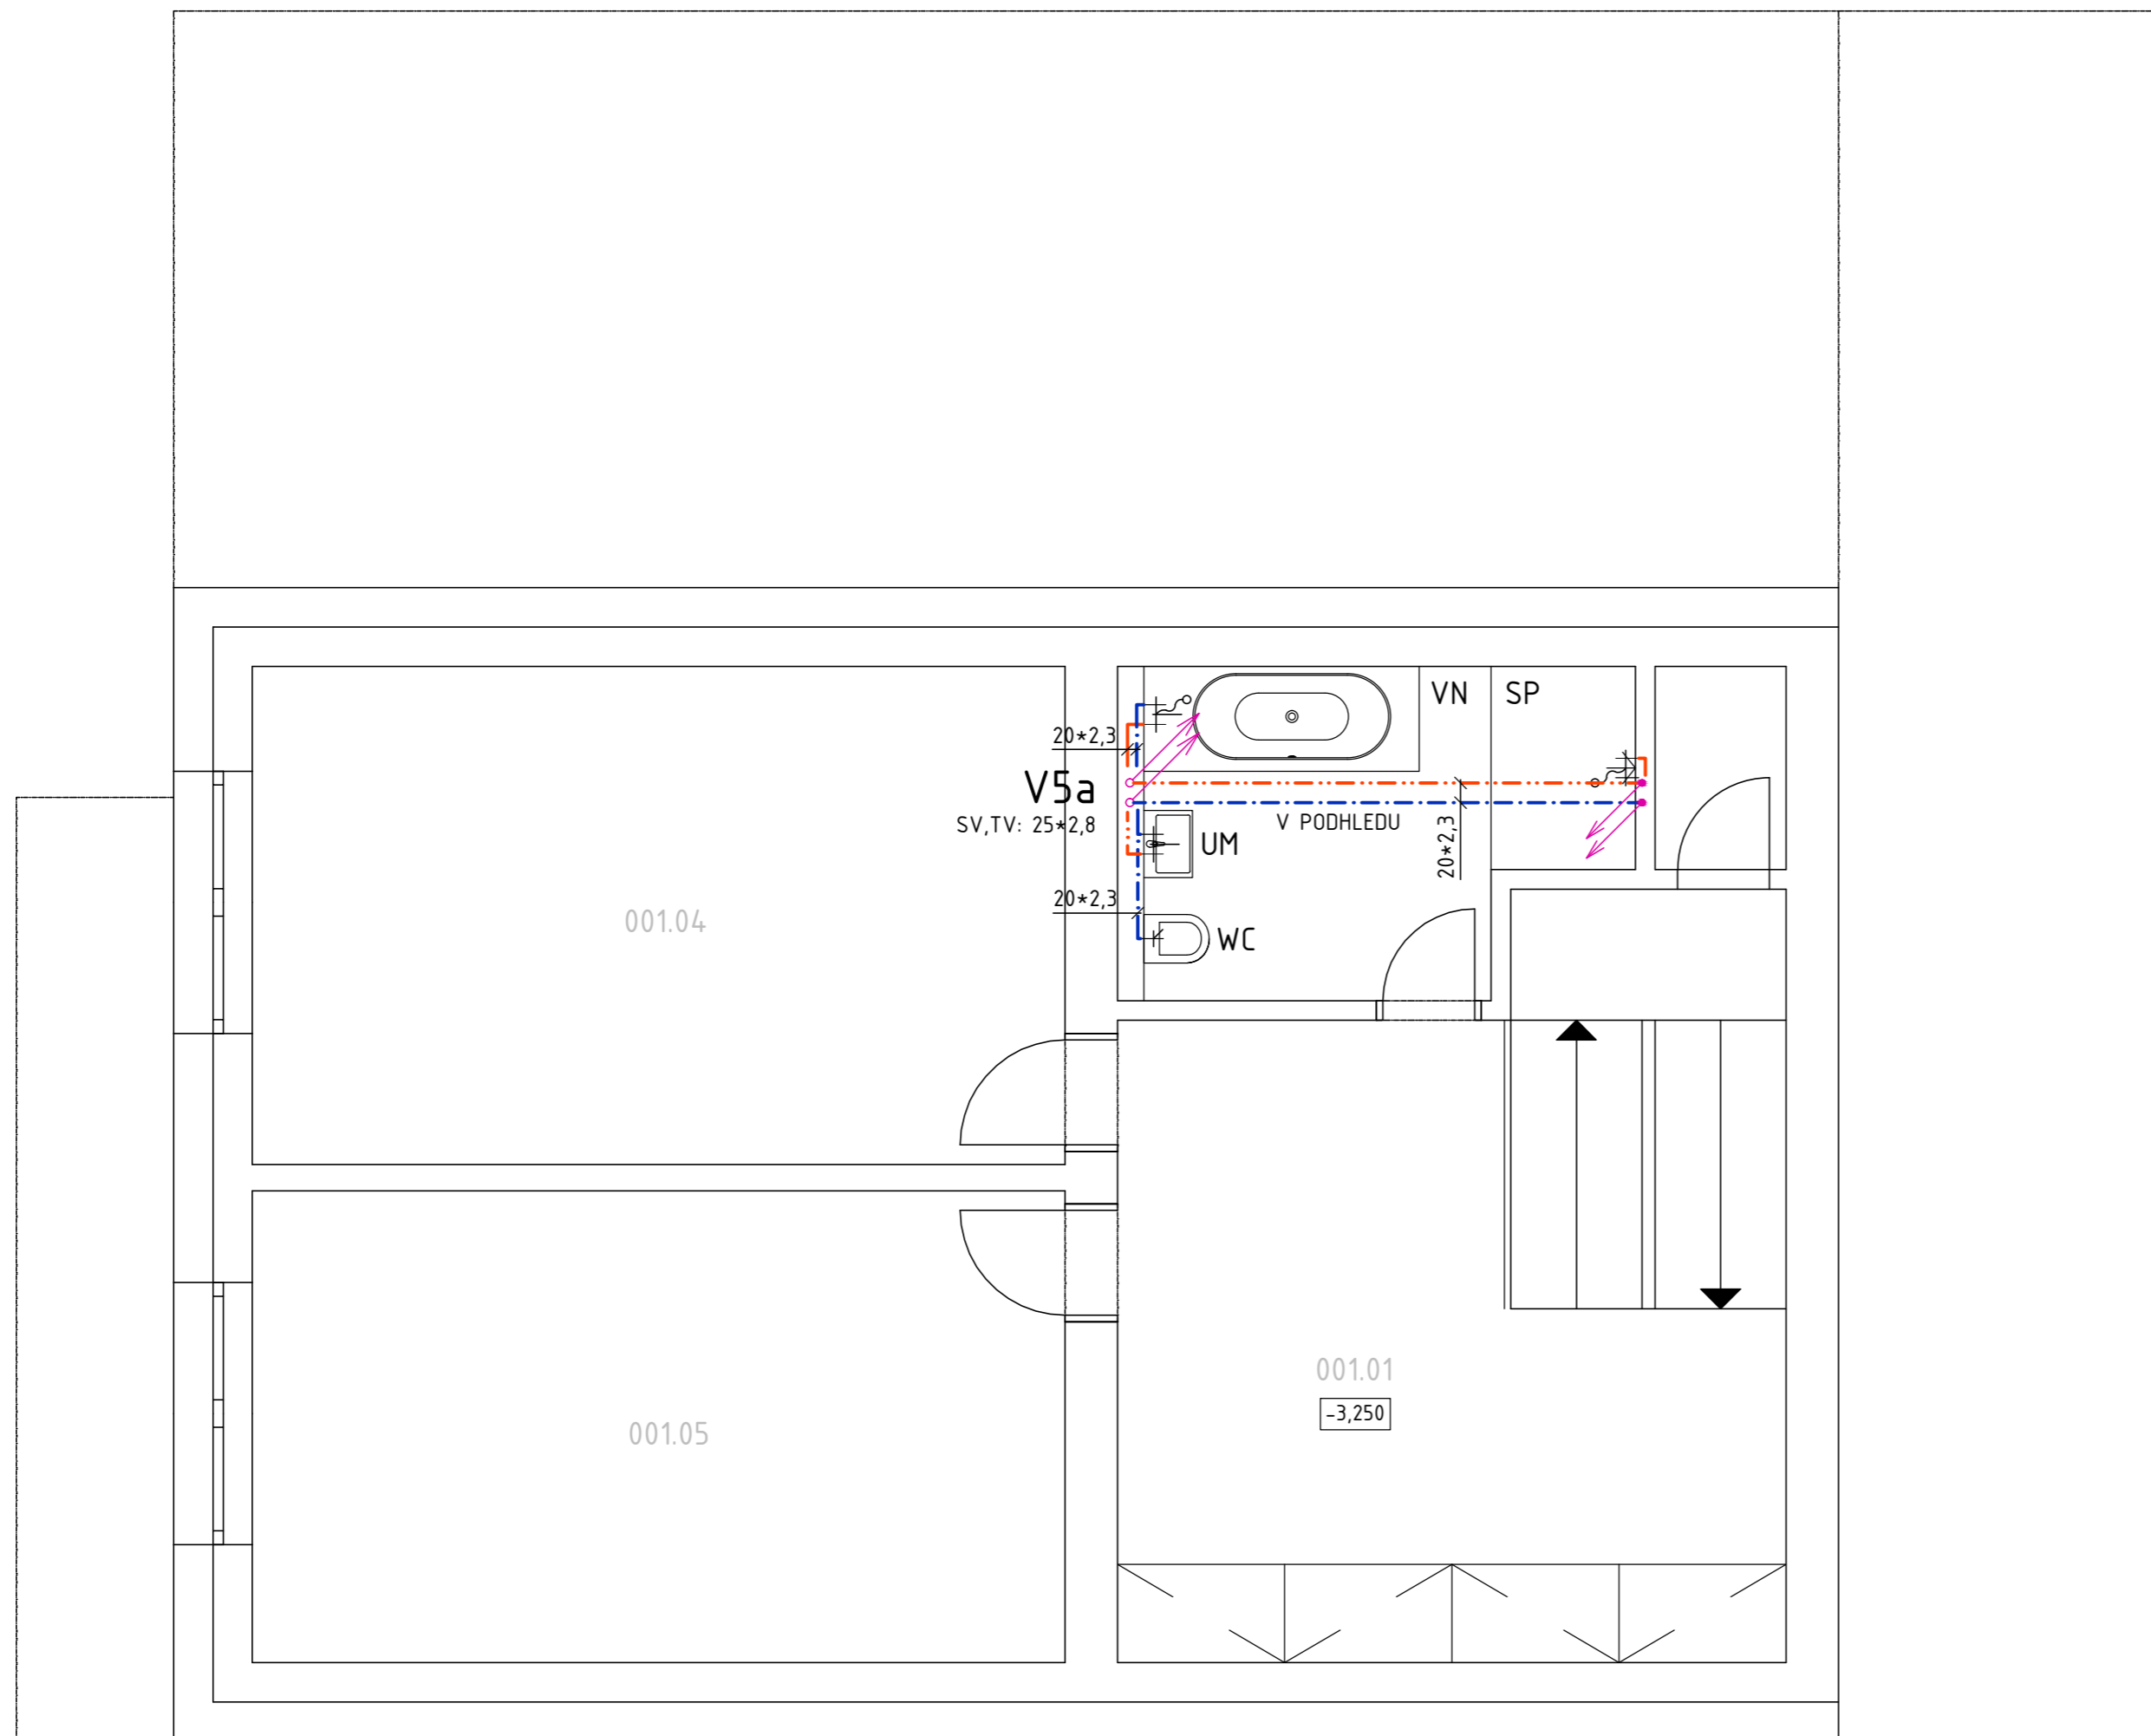 VN
SP
20*2,3
V5a
SV,TV: 25*2,8
V PODHLEDU
UM
20*2,3
20*2,3
001.04
WC
001.01
-3,250
001.05